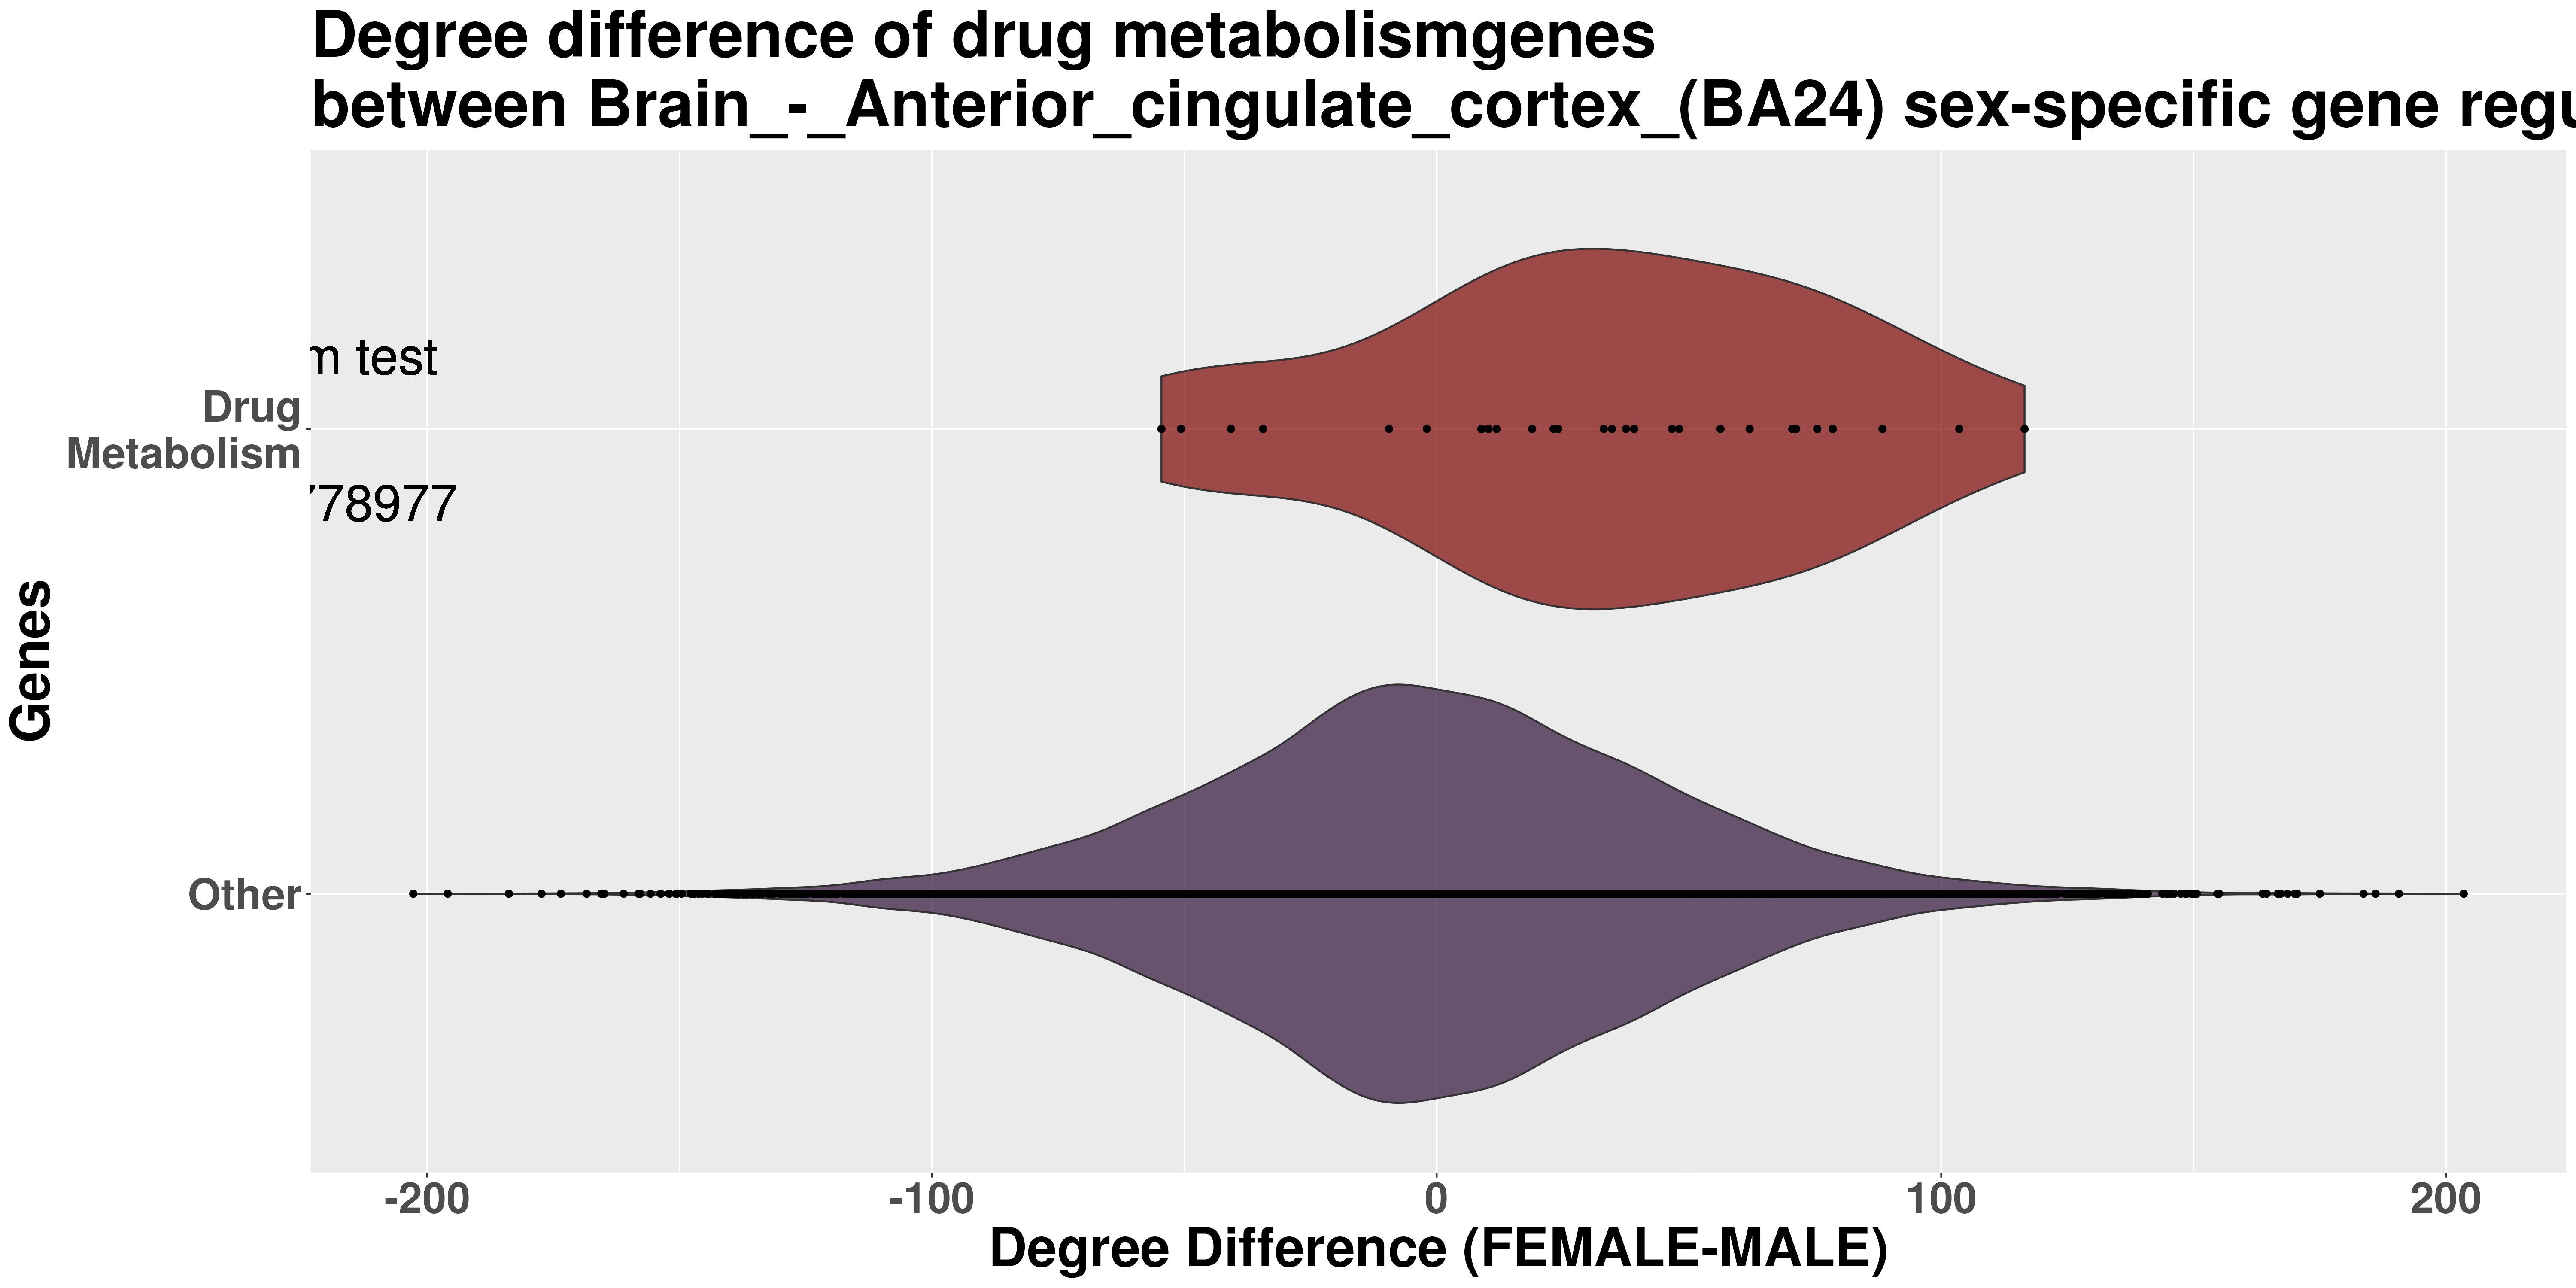 Degree difference of drug metabolismgenes
between Brain_-_Anterior_cingulate_cortex_(BA24) sex-specific gene regu
m test
Drug
Metabolism
78977
Genes
Other
-200 -100 0 100 200
Degree Difference (FEMALE-MALE)